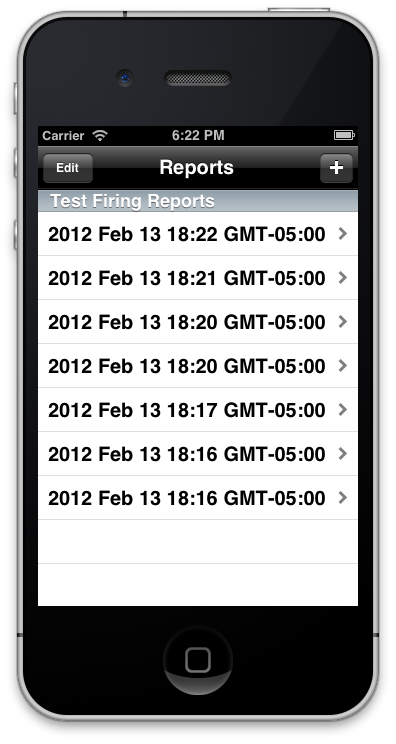 Carrier 6:22 PM
Edit Reports +
Test Firing Reports
2012 Feb 13 18:22 GMT-05:00
2012 Feb 13 18:21 GMT-05:00
2012 Feb 13 18:20 GMT-05:00
2012 Feb 13 18:20 GMT-05:00
2012 Feb 13 18:17 GMT-05:00
2012 Feb 13 18:16 GMT-05:00
2012 Feb 13 18:16 GMT-05:00